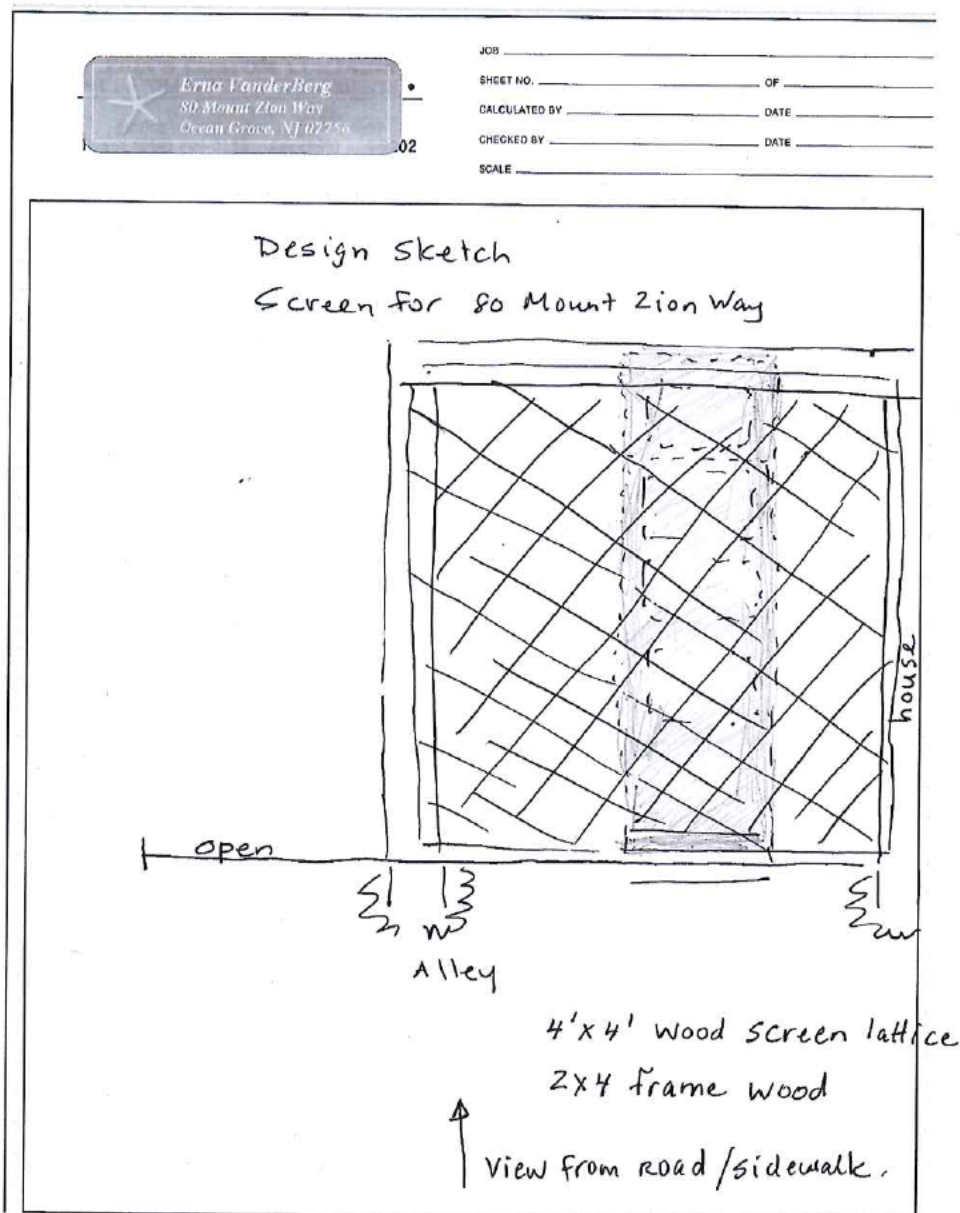 Erna VanderBerg
80 Mount Zion Way
Ocean Grove, NJ 07756
02
JOB
SHEET NO. OF
CALCULATED BY DATE
CHECKED BY DATE
SCALE
Design Sketch
Screen for 80 Mount Zion Way
house
open
Alley
4'x4' wood screen lattice
2x4 frame wood
View from road/sidewalk.